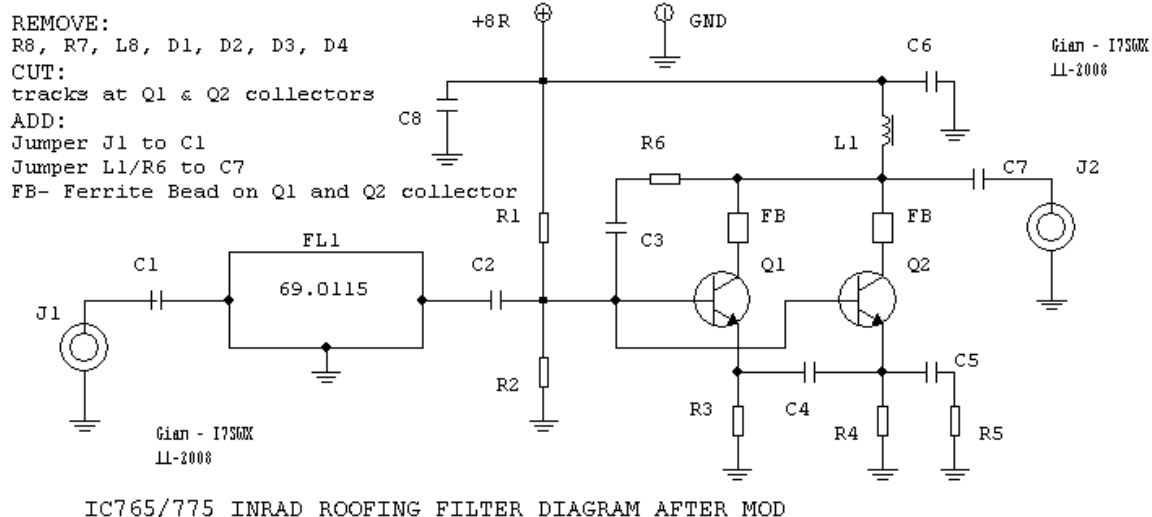 REMOVE:
R8, R7, L8, D1, D2, D3, D4
CUT:
tracks at Q1 & Q2 collectors
ADD:
Jumper J1 to C1
Jumper L1/R6 to C7
FB- Ferrite Bead on Q1 and Q2 collector
+8R
GND
C6
Gian - I7SWX
11-2008
C8
R6
L1
C7
J2
R1
C3
FB
FB
FL1
C1
C2
Q1
Q2
69.0115
J1
R2
C5
R3
C4
R4
R5
Gian - I7SWX
11-2008
IC765/775 INRAD ROOFING FILTER DIAGRAM AFTER MOD